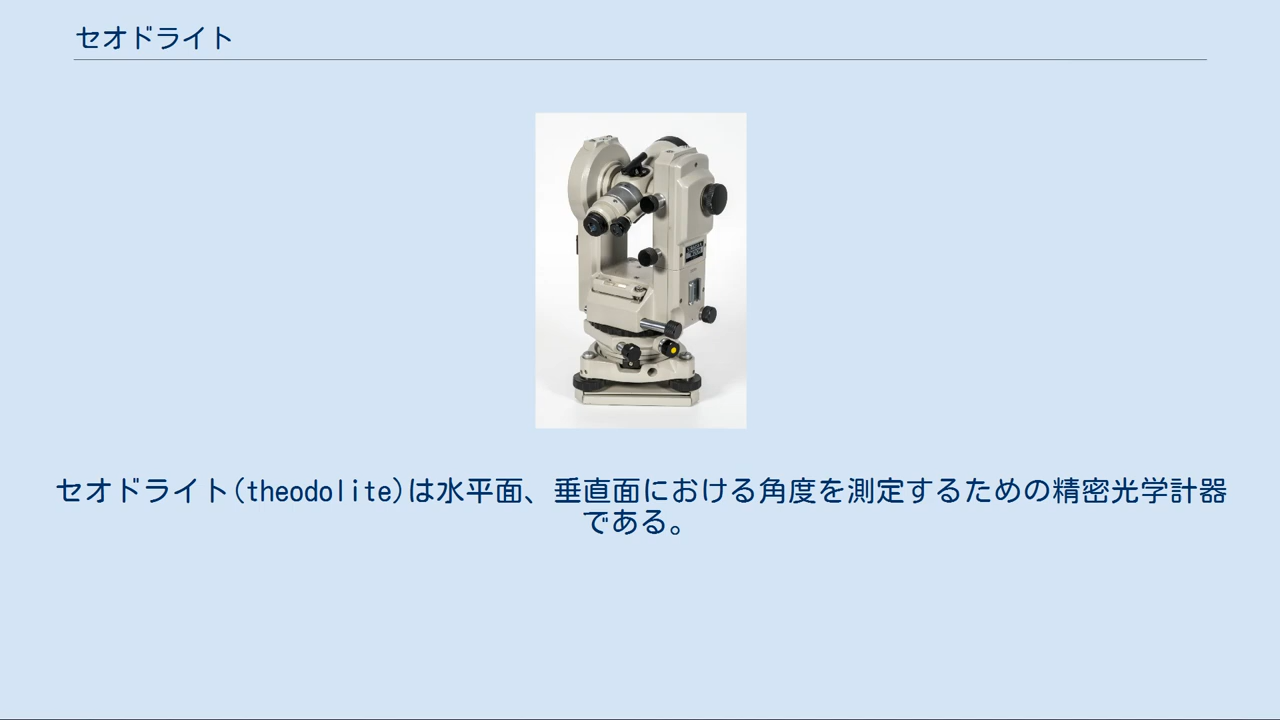 セオドライト
セオドライト(theodolite)は水平面、垂直面における角度を測定するための精密光学計器
である。